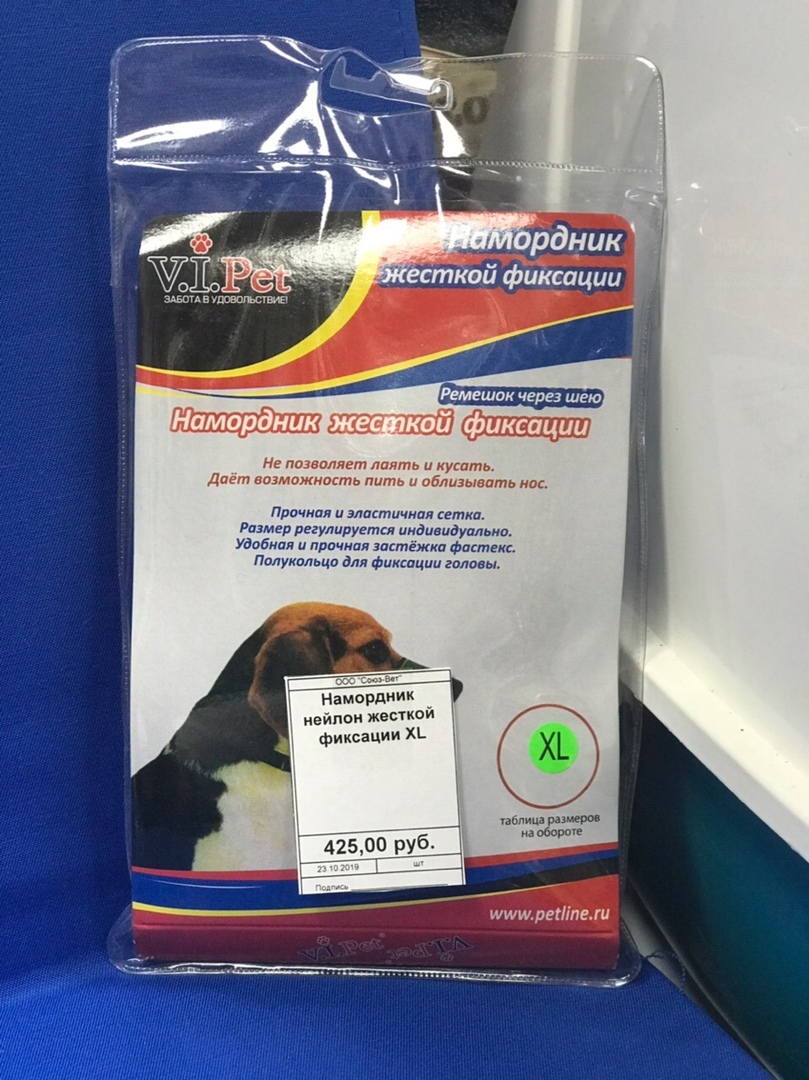 V.I.Pet
ЗАБОТА В УДОВОЛЬСТВИЕ!
Намордник
жесткой фиксации
Ремешок через шею
Намордник жесткой фиксации
Не позволяет лаять и кусать.
Даёт возможность пить и облизывать нос.
Прочная и эластичная сетка.
Размер регулируется индивидуально.
Удобная и прочная застёжка фастекс.
Полукольцо для фиксации головы.
ООО "Союз-Вет"
Намордник
нейлон жесткой
фиксации XL
425,00 руб.
23.10.2019 шт
Подпись
XL
таблица размеров
на обороте
www.petline.ru
V.I.Pet V.I.Pet